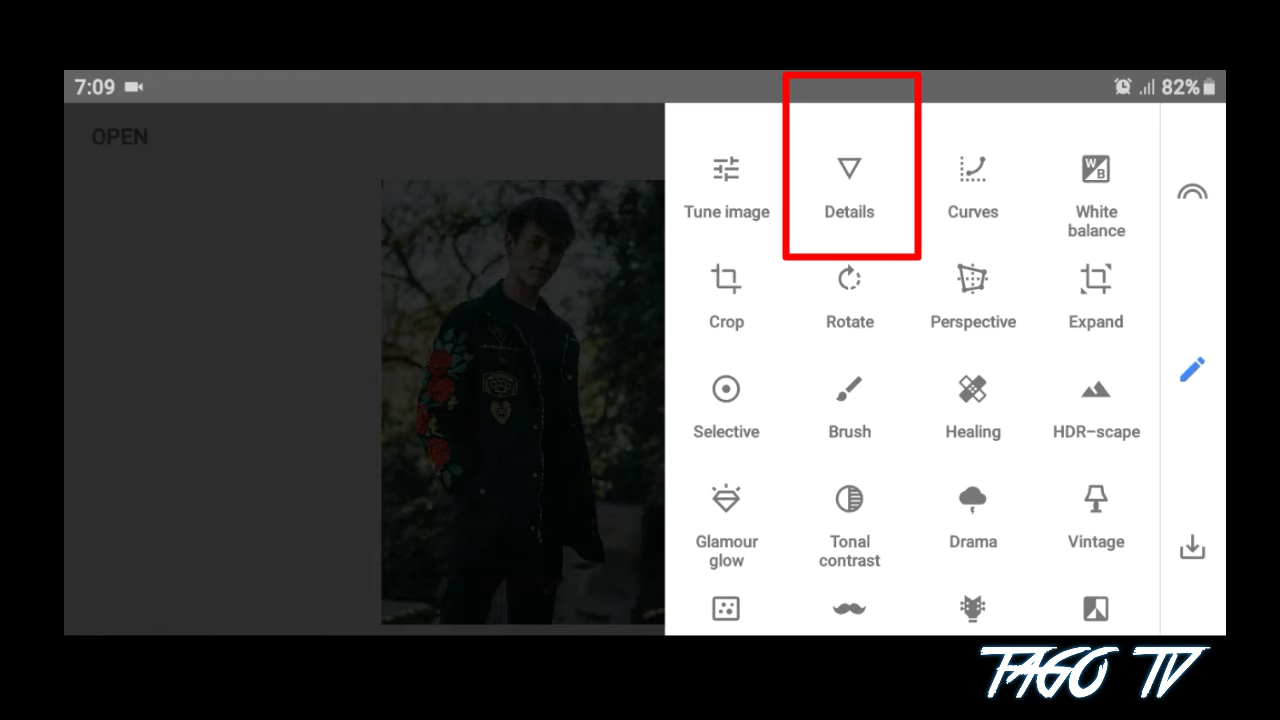 7:09
82%
OPEN
Tune image
Details
Curves
White
balance
Crop
Rotate
Perspective
Expand
Selective
Brush
Healing
HDR-scape
Glamour
glow
Tonal
contrast
Drama
Vintage
TAGO TV